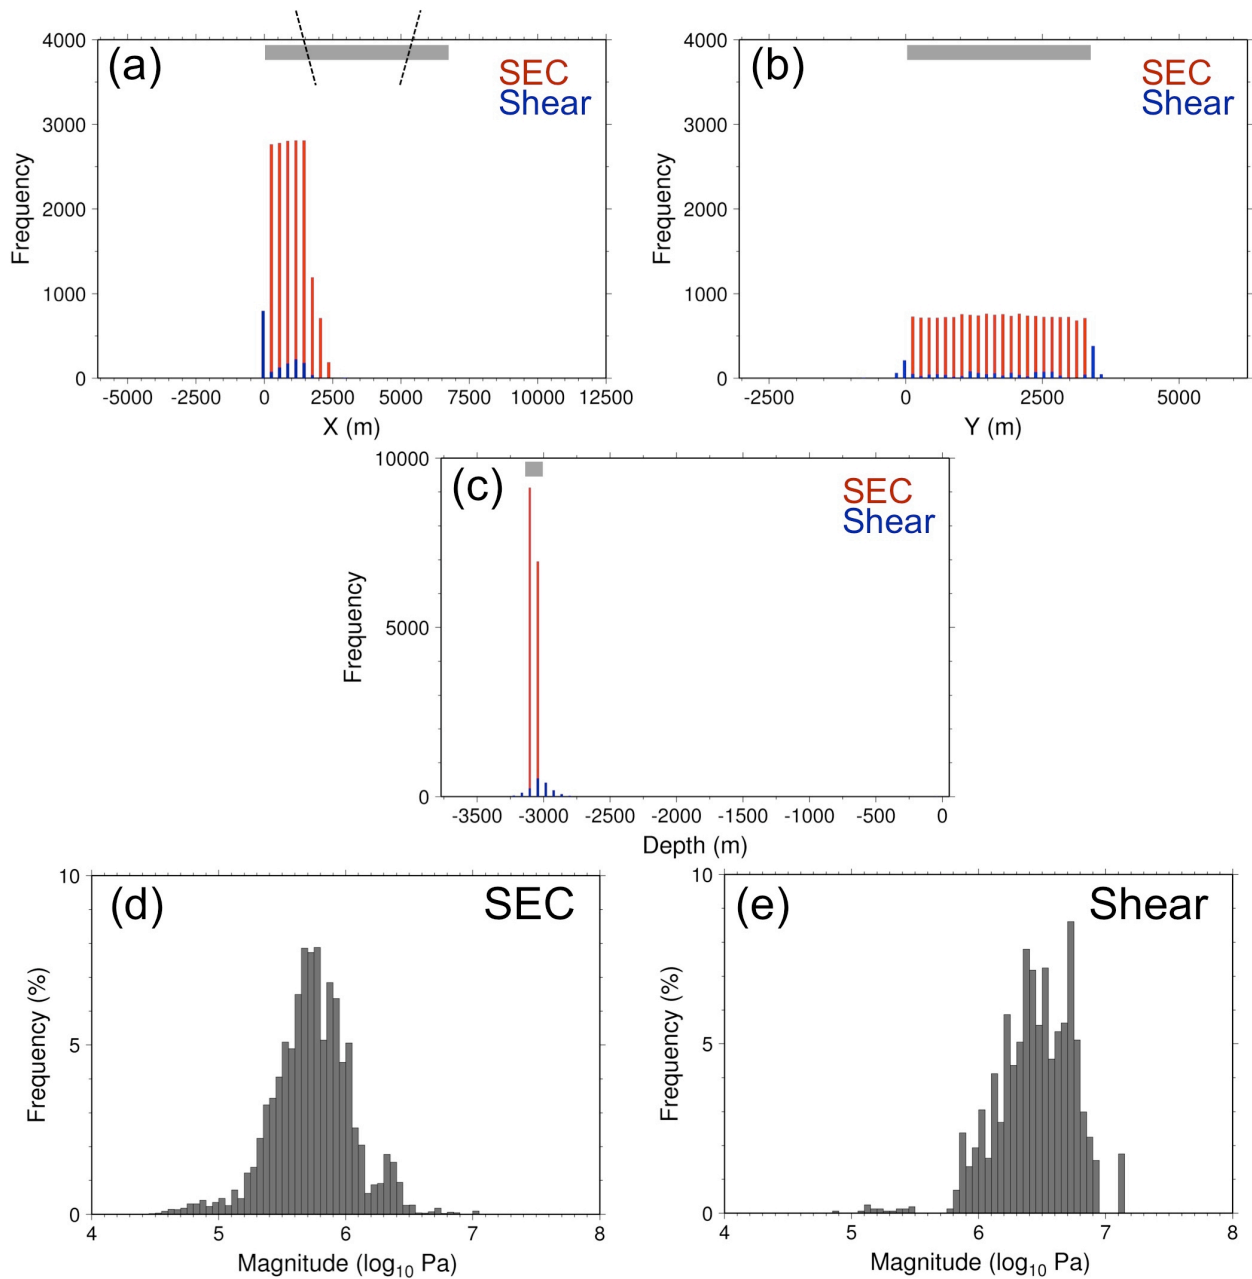 (a)
SEC
Shear
4000
3000
2000
1000
0
Frequency
-5000 -2500 0 2500 5000 7500 10000 12500
X (m)
(b)
SEC
Shear
4000
3000
2000
1000
0
Frequency
-2500 0 2500 5000
Y (m)
(c)
SEC
Shear
10000
5000
0
Frequency
-3500 -3000 -2500 -2000 -1500 -1000 -500 0
Depth (m)
(d)
SEC
10
5
0
Frequency (%)
4 5 6 7 8
Magnitude (log10 Pa)
(e)
Shear
10
5
0
Frequency (%)
4 5 6 7 8
Magnitude (log10 Pa)